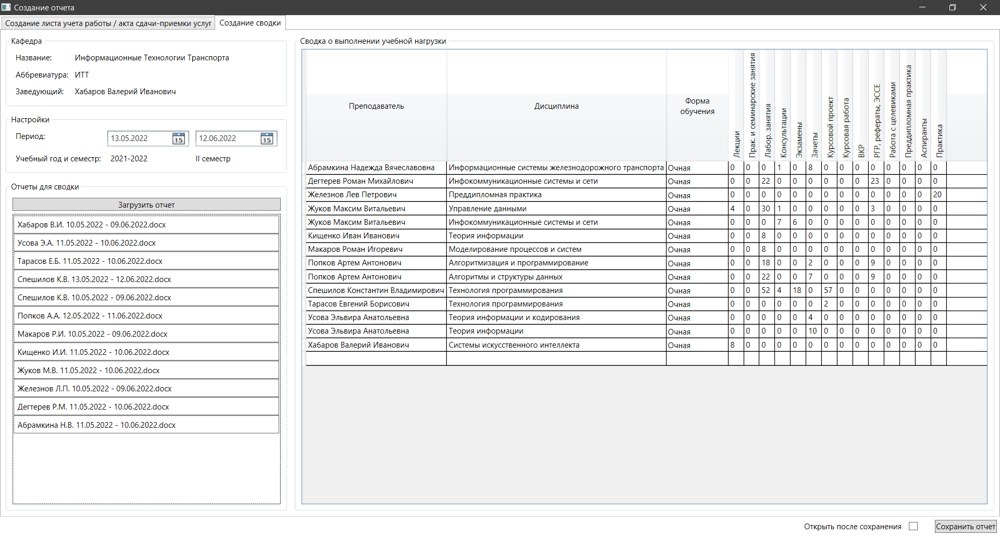 Создание отчета
Создание листа учета работы / акта сдачи-приемки услуг
Создание сводки
Кафедра
Название: Информационные Технологии Транспорта
Аббревиатура: ИТТ
Заведующий: Хабаров Валерий Иванович
Настройки
Период: 13.05.2022 15 12.06.2022 15
Учебный год и семестр: 2021-2022 II семестр
Отчеты для сводки
Загрузить отчет
Хабаров В.И. 10.05.2022 - 09.06.2022.docx
Усова Э.А. 11.05.2022 - 10.06.2022.docx
Тарасов Е.Б. 11.05.2022 - 10.06.2022.docx
Спешилов К.В. 13.05.2022 - 12.06.2022.docx
Спешилов К.В. 10.05.2022 - 09.06.2022.docx
Попков А.А. 12.05.2022 - 11.06.2022.docx
Макаров Р.И. 10.05.2022 - 09.06.2022.docx
Кищенко И.И. 11.05.2022 - 10.06.2022.docx
Жуков М.В. 11.05.2022 - 10.06.2022.docx
Железнов Л.П. 10.05.2022 - 09.06.2022.docx
Дегтерев Р.М. 11.05.2022 - 10.06.2022.docx
Абрамкина Н.В. 11.05.2022 - 10.06.2022.docx
Сводка о выполнении учебной нагрузки
Преподаватель
Дисциплина
Форма
обучения
Лекции
Прак. и семинарские занятия
Лабор. занятия
Консультации
Экзамены
Зачеты
Курсовой проект
Курсовая работа
ВКР
РГР, рефераты, ЭССЕ
Работа с целевиками
Преддипломная практика
Аспиранты
Практика
Абрамкина Надежда Вячеславовна Информационные системы железнодорожного транспорта Очная 0 0 0 1 0 8 0 0 0 0 0 0 0 0
Дегтерев Роман Михайлович Инфокоммуникационные системы и сети Очная 0 0 22 0 0 0 0 0 0 23 0 0 0 0
Железнов Лев Петрович Преддипломная практика Очная 0 0 0 0 0 0 0 0 0 0 0 0 0 20
Жуков Максим Витальевич Управление данными Очная 4 0 30 1 0 0 0 0 0 3 0 0 0 0
Жуков Максим Витальевич Инфокоммуникационные системы и сети Очная 0 0 0 7 6 0 0 0 0 0 0 0 0 0
Кищенко Иван Иванович Теория информации Очная 0 0 8 0 0 0 0 0 0 0 0 0 0 0
Макаров Роман Игоревич Моделирование процессов и систем Очная 0 0 8 0 0 0 0 0 0 0 0 0 0 0
Попков Артем Антонович Алгоритмизация и программирование Очная 0 0 18 0 0 2 0 0 0 9 0 0 0 0
Попков Артем Антонович Алгоритмы и структуры данных Очная 0 0 22 0 0 7 0 0 0 9 0 0 0 0
Спешилов Константин Владимирович Технология программирования Очная 0 0 52 4 18 0 57 0 0 0 0 0 0 0
Тарасов Евгений Борисович Технология программирования Очная 0 0 0 0 0 0 2 0 0 0 0 0 0 0
Усова Эльвира Анатольевна Теория информации и кодирования Очная 0 0 0 0 0 4 0 0 0 0 0 0 0 0
Усова Эльвира Анатольевна Теория информации Очная 0 0 0 0 0 10 0 0 0 0 0 0 0 0
Хабаров Валерий Иванович Системы искусственного интеллекта Очная 8 0 0 0 0 0 0 0 0 0 0 0 0 0
Открыть после сохранения
Сохранить отчет